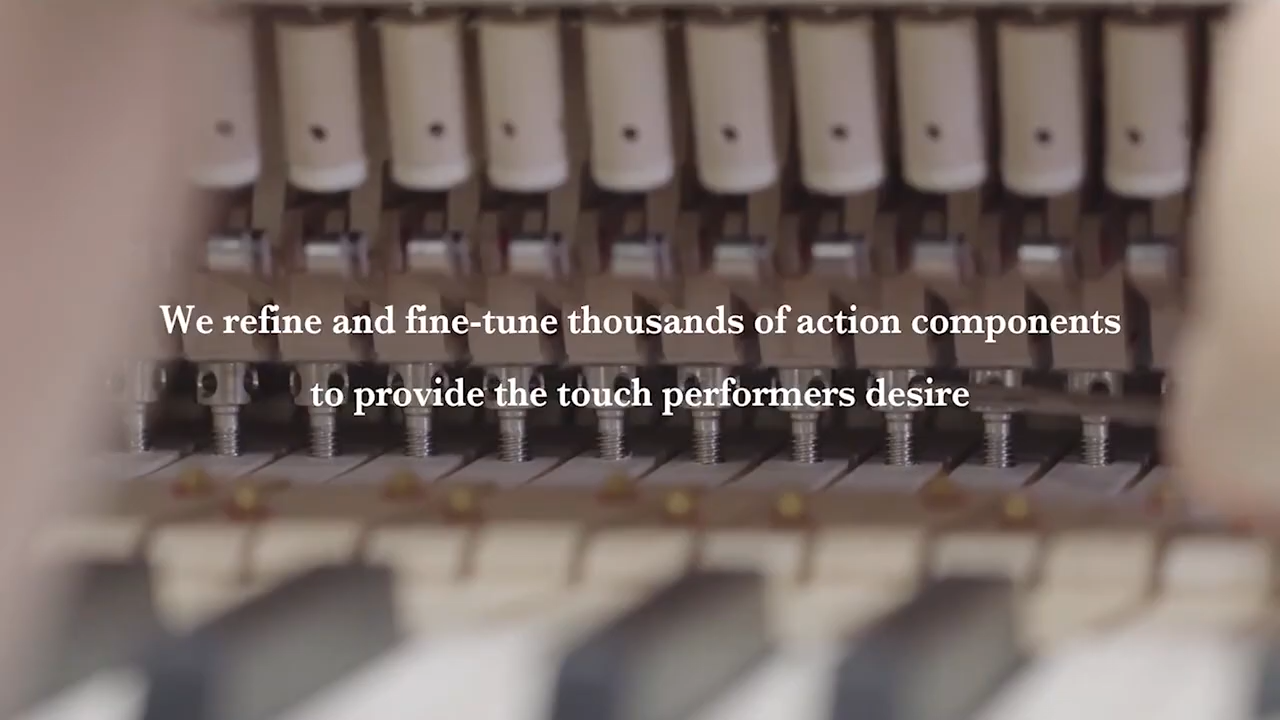 We refine and fine-tune thousands of action components
to provide the touch performers desire